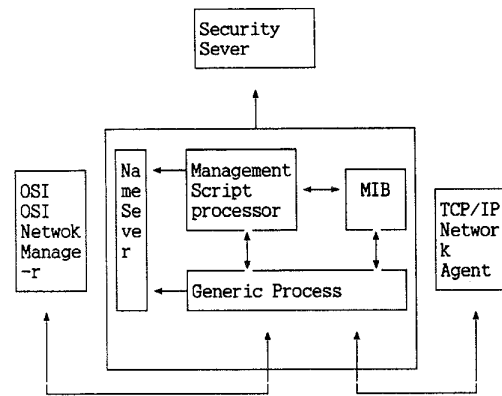 Security
Sever
Na
me
Se
ve
r
Management
Script
processor
MIB
OSI
OSI
Netwok
Manage
-r
TCP/IP
Networ
k
Agent
Generic Process